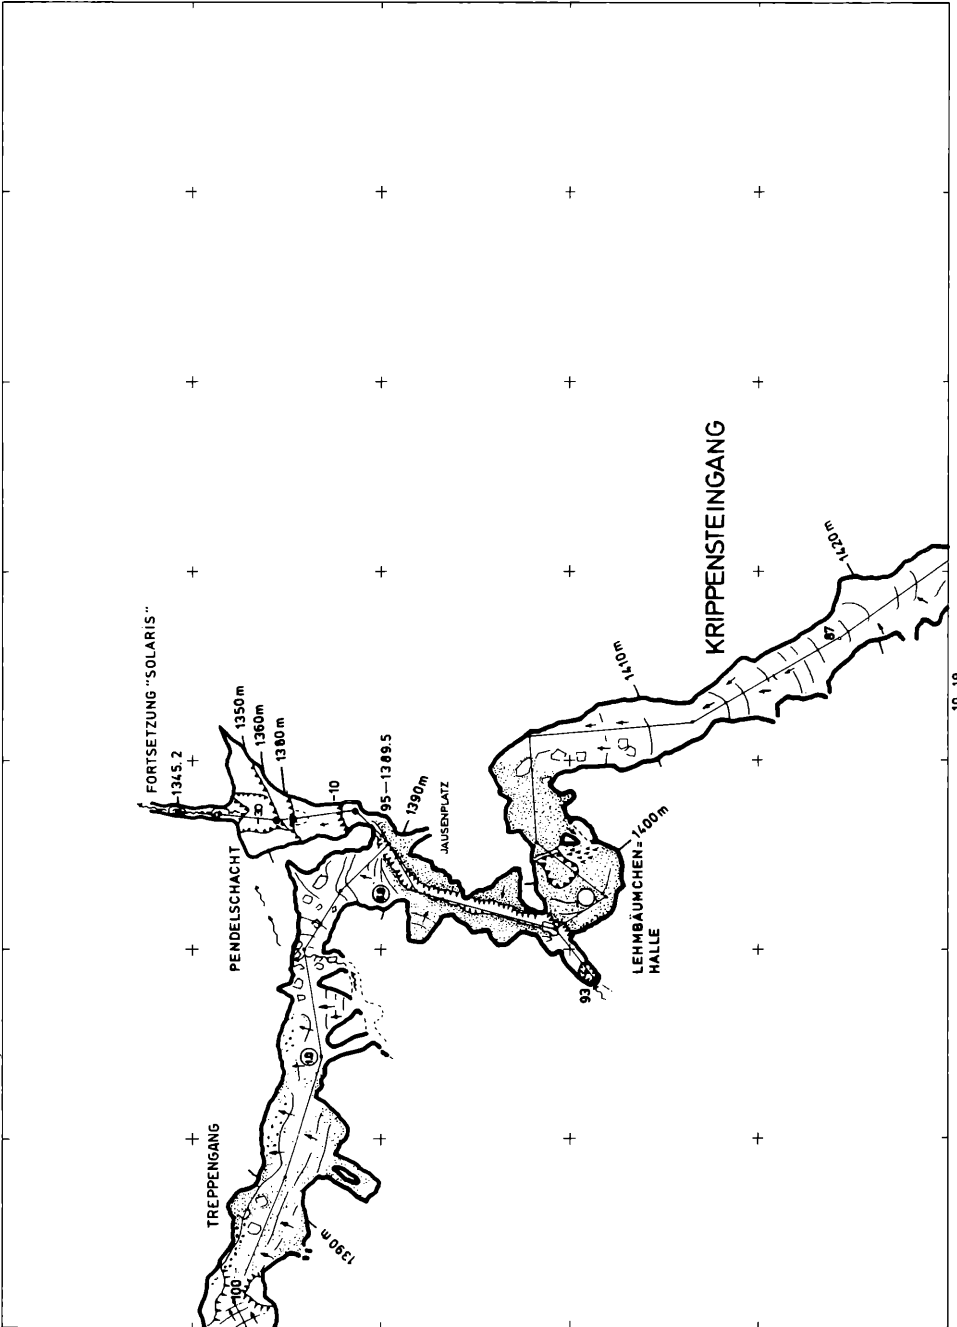 FORTSETZUNG "SOLARIS"
1345.2
1350m
1360m
1380m
-10
95-1389.5
1390m
JAUSENPLATZ
PENDELSCHACHT
TREPPENGANG
100
1390m
93
LEHMBÄUMCHEN=
HALLE
1400m
1410m
KRIPPENSTEINGANG
1420m
87